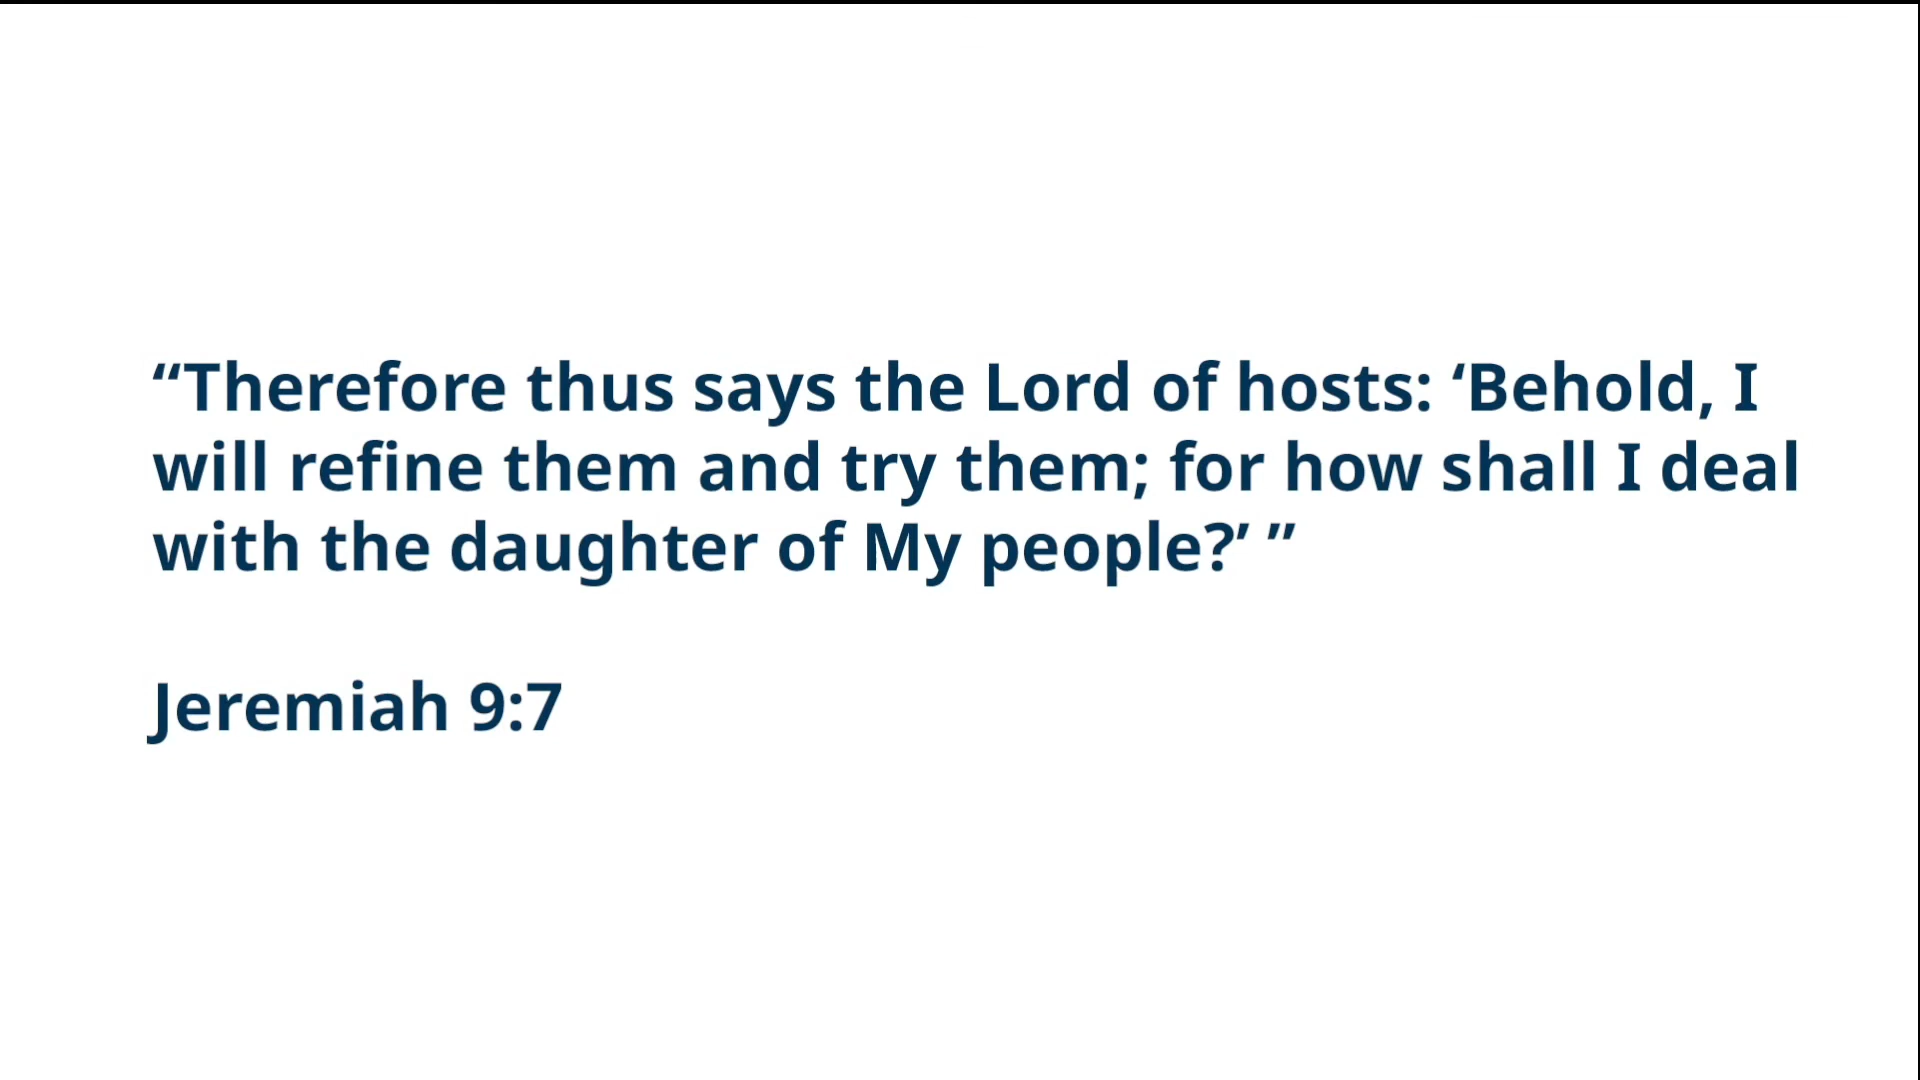 “Therefore thus says the Lord of hosts: ‘Behold, I
will refine them and try them; for how shall I deal
with the daughter of My people?’ ”
Jeremiah 9:7